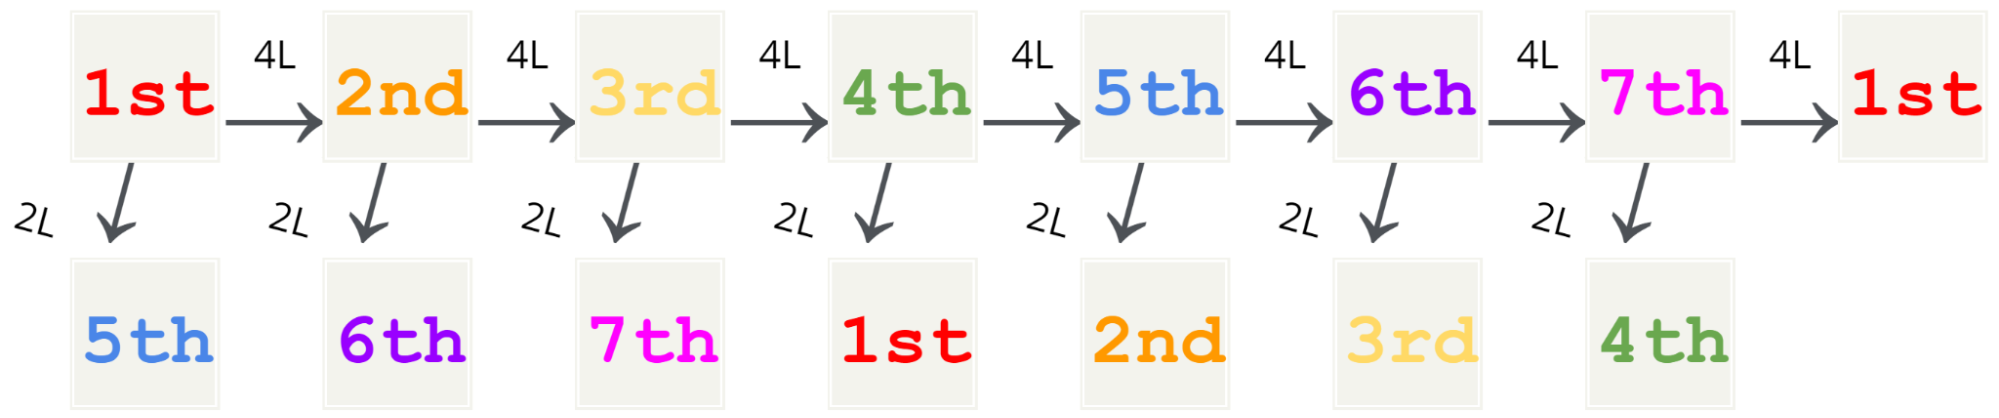 4L 4L 4L 4L 4L 4L 4L
1st 2nd 3rd 4th 5th 6th 7th 1st
2L 2L 2L 2L 2L 2L 2L
5th 6th 7th 1st 2nd 3rd 4th